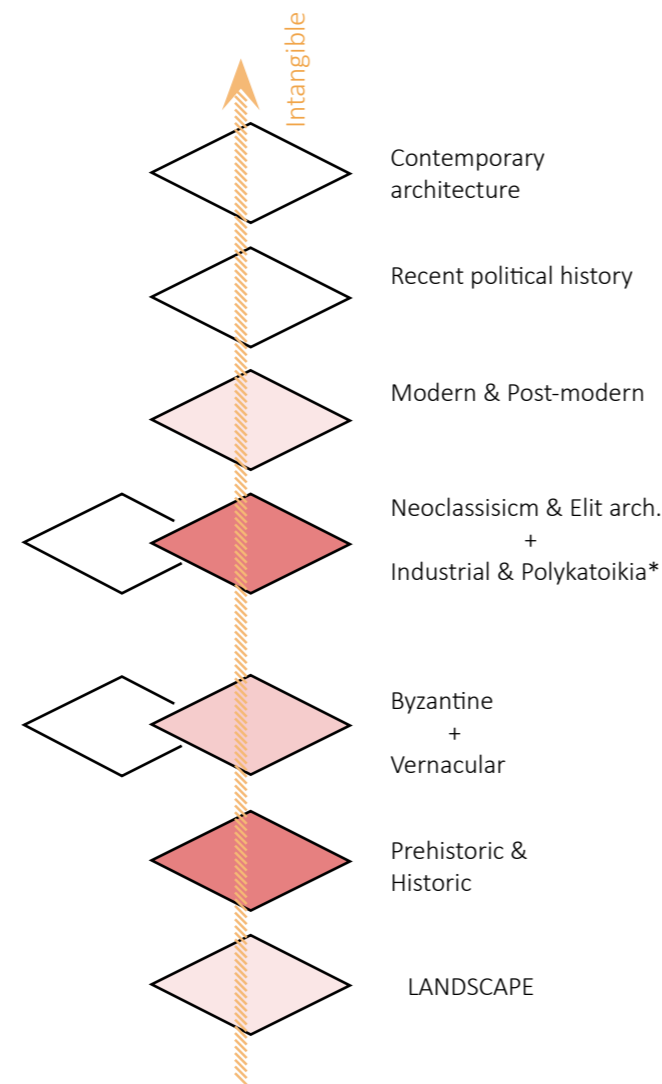 Intangible
Contemporary
architecture
Recent political history
Modern & Post-modern
Neoclassisicm & Elit arch.
+
Industrial & Polykatoikia*
Byzantine
+
Vernacular
Prehistoric &
Historic
LANDSCAPE